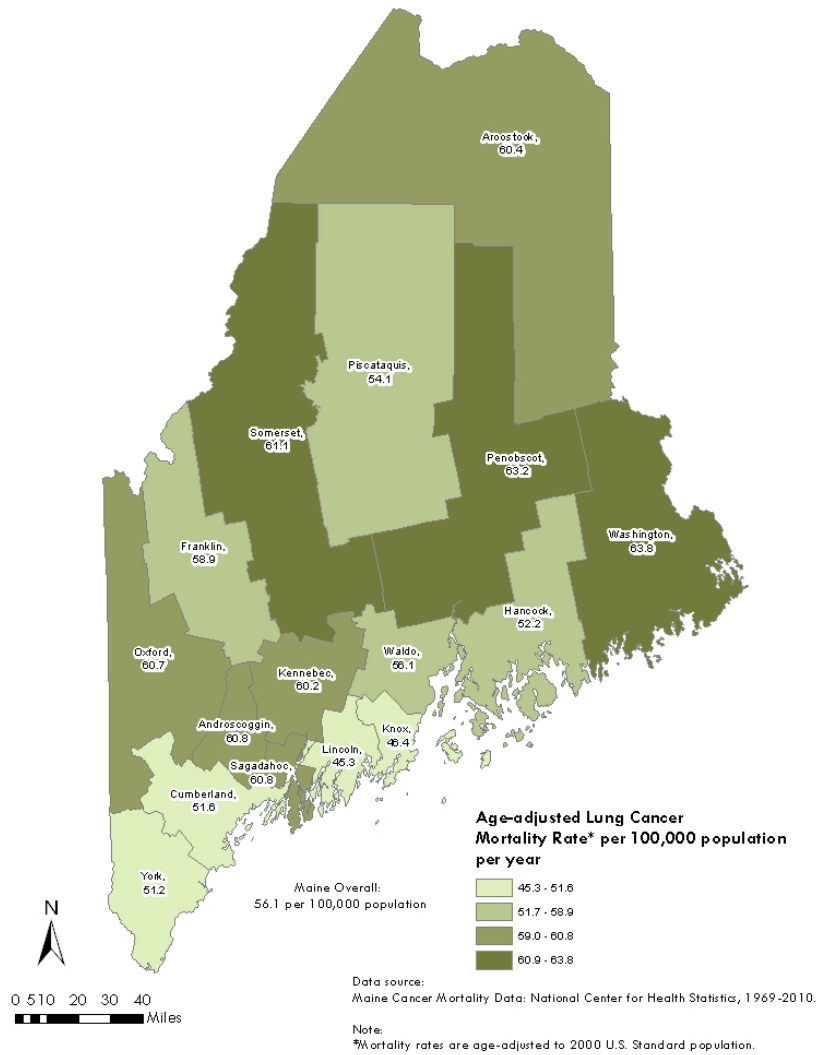 Aroostook,
60.4
Piscataquis,
54.1
Somerset,
61.1
Penobscot,
63.2
Washington,
63.8
Franklin,
58.9
Hancock,
52.2
Oxford,
60.7
Kennebec,
60.2
Waldo,
56.1
Androscoggin,
60.8
Knox,
46.4
Lincoln,
45.3
Sagadahoc,
60.8
Cumberland,
51.6
York,
51.2
Age-adjusted Lung Cancer
Mortality Rate* per 100,000 population
per year
45.3 - 51.6
51.7 - 58.9
59.0 - 60.8
60.9 - 63.8
Maine Overall:
56.1 per 100,000 population
N
0 510 20 30 40
Miles
Data source:
Maine Cancer Mortality Data: National Center for Health Statistics, 1969-2010.
Note:
*Mortality rates are age-adjusted to 2000 U.S. Standard population.